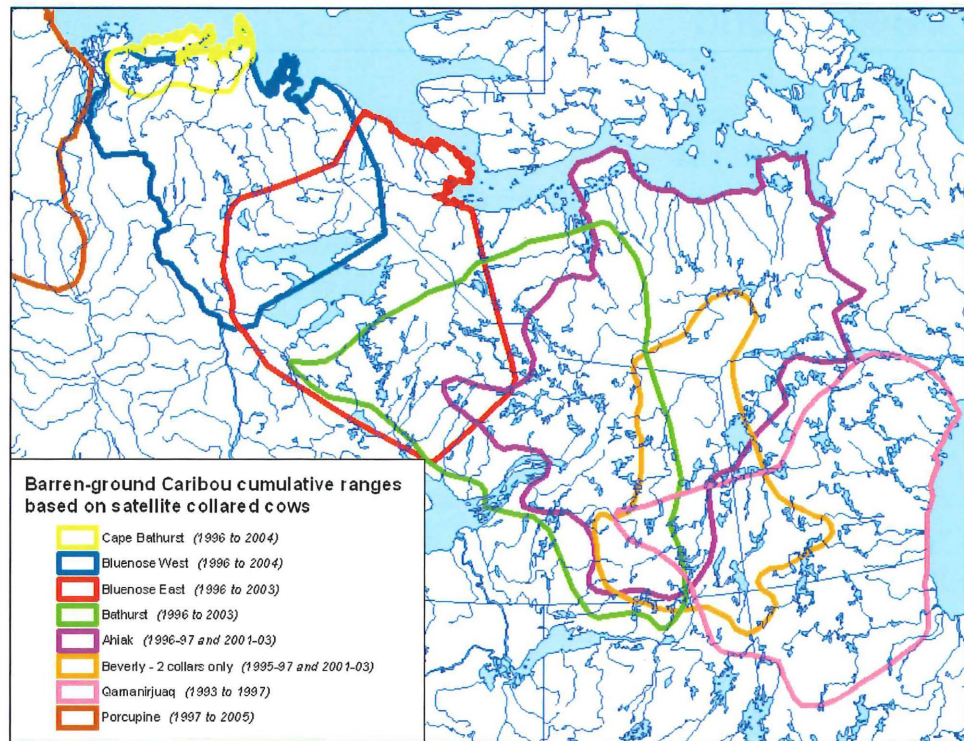 Barren-ground Caribou cumulative ranges
based on satellite collared cows
Cape Bathurst (1996 to 2004)
Bluenose West (1996 to 2004)
Bluenose East (1996 to 2003)
Bathurst (1996 to 2003)
Ahiak (1996-97 and 2001-03)
Beverly - 2 collars only (1995-97 and 2001-03)
Qamanirjuaq (1993 to 1997)
Porcupine (1997 to 2005)